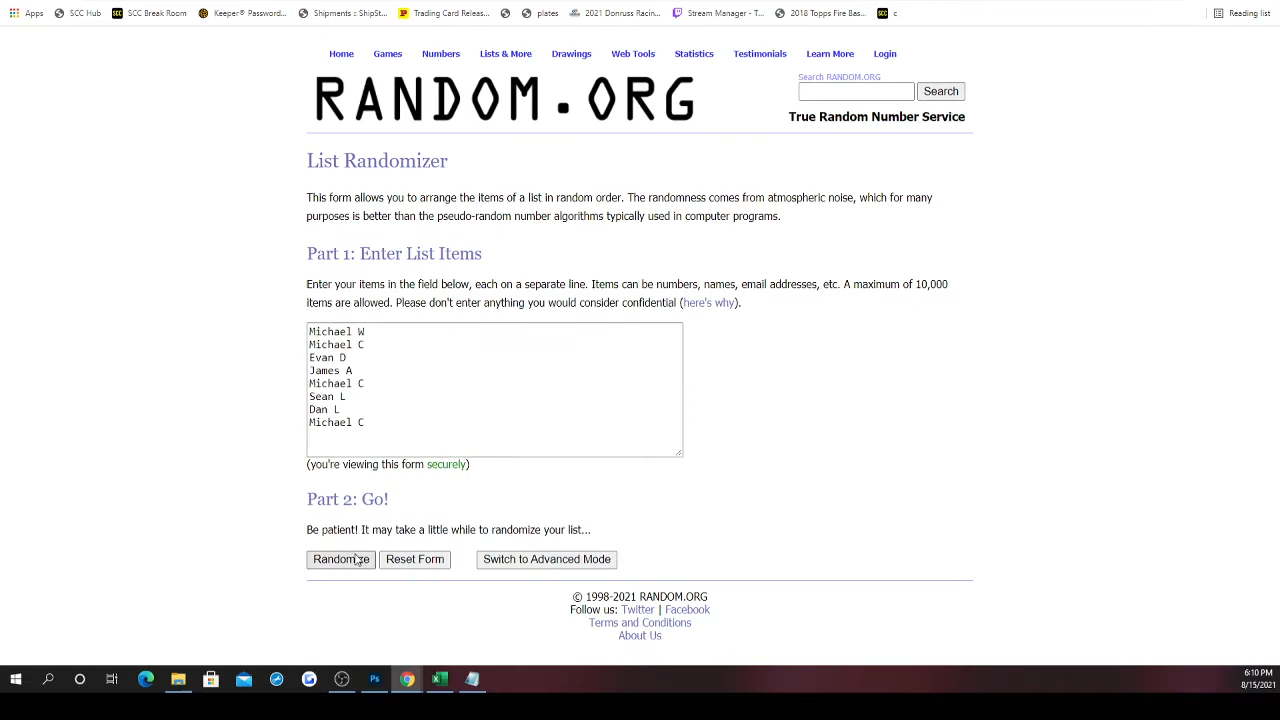 Apps SCC Hub SCC Break Room Keeper® Password... Shipments :: ShipSt... Trading Card Releas... plates 2021 Donruss Racin... Stream Manager - T... 2018 Topps Fire Bas... c Reading list
Home Games Numbers Lists & More Drawings Web Tools Statistics Testimonials Learn More Login
RANDOM.ORG
Search RANDOM.ORG
Search
True Random Number Service
List Randomizer
This form allows you to arrange the items of a list in random order. The randomness comes from atmospheric noise, which for many
purposes is better than the pseudo-random number algorithms typically used in computer programs.
Part 1: Enter List Items
Enter your items in the field below, each on a separate line. Items can be numbers, names, email addresses, etc. A maximum of 10,000
items are allowed. Please don't enter anything you would consider confidential (here's why).
Michael W
Michael C
Evan D
James A
Michael C
Sean L
Dan L
Michael C
(you're viewing this form securely)
Part 2: Go!
Be patient! It may take a little while to randomize your list...
Randomize Reset Form Switch to Advanced Mode
© 1998-2021 RANDOM.ORG
Follow us: Twitter | Facebook
Terms and Conditions
About Us
6:10 PM
8/15/2021